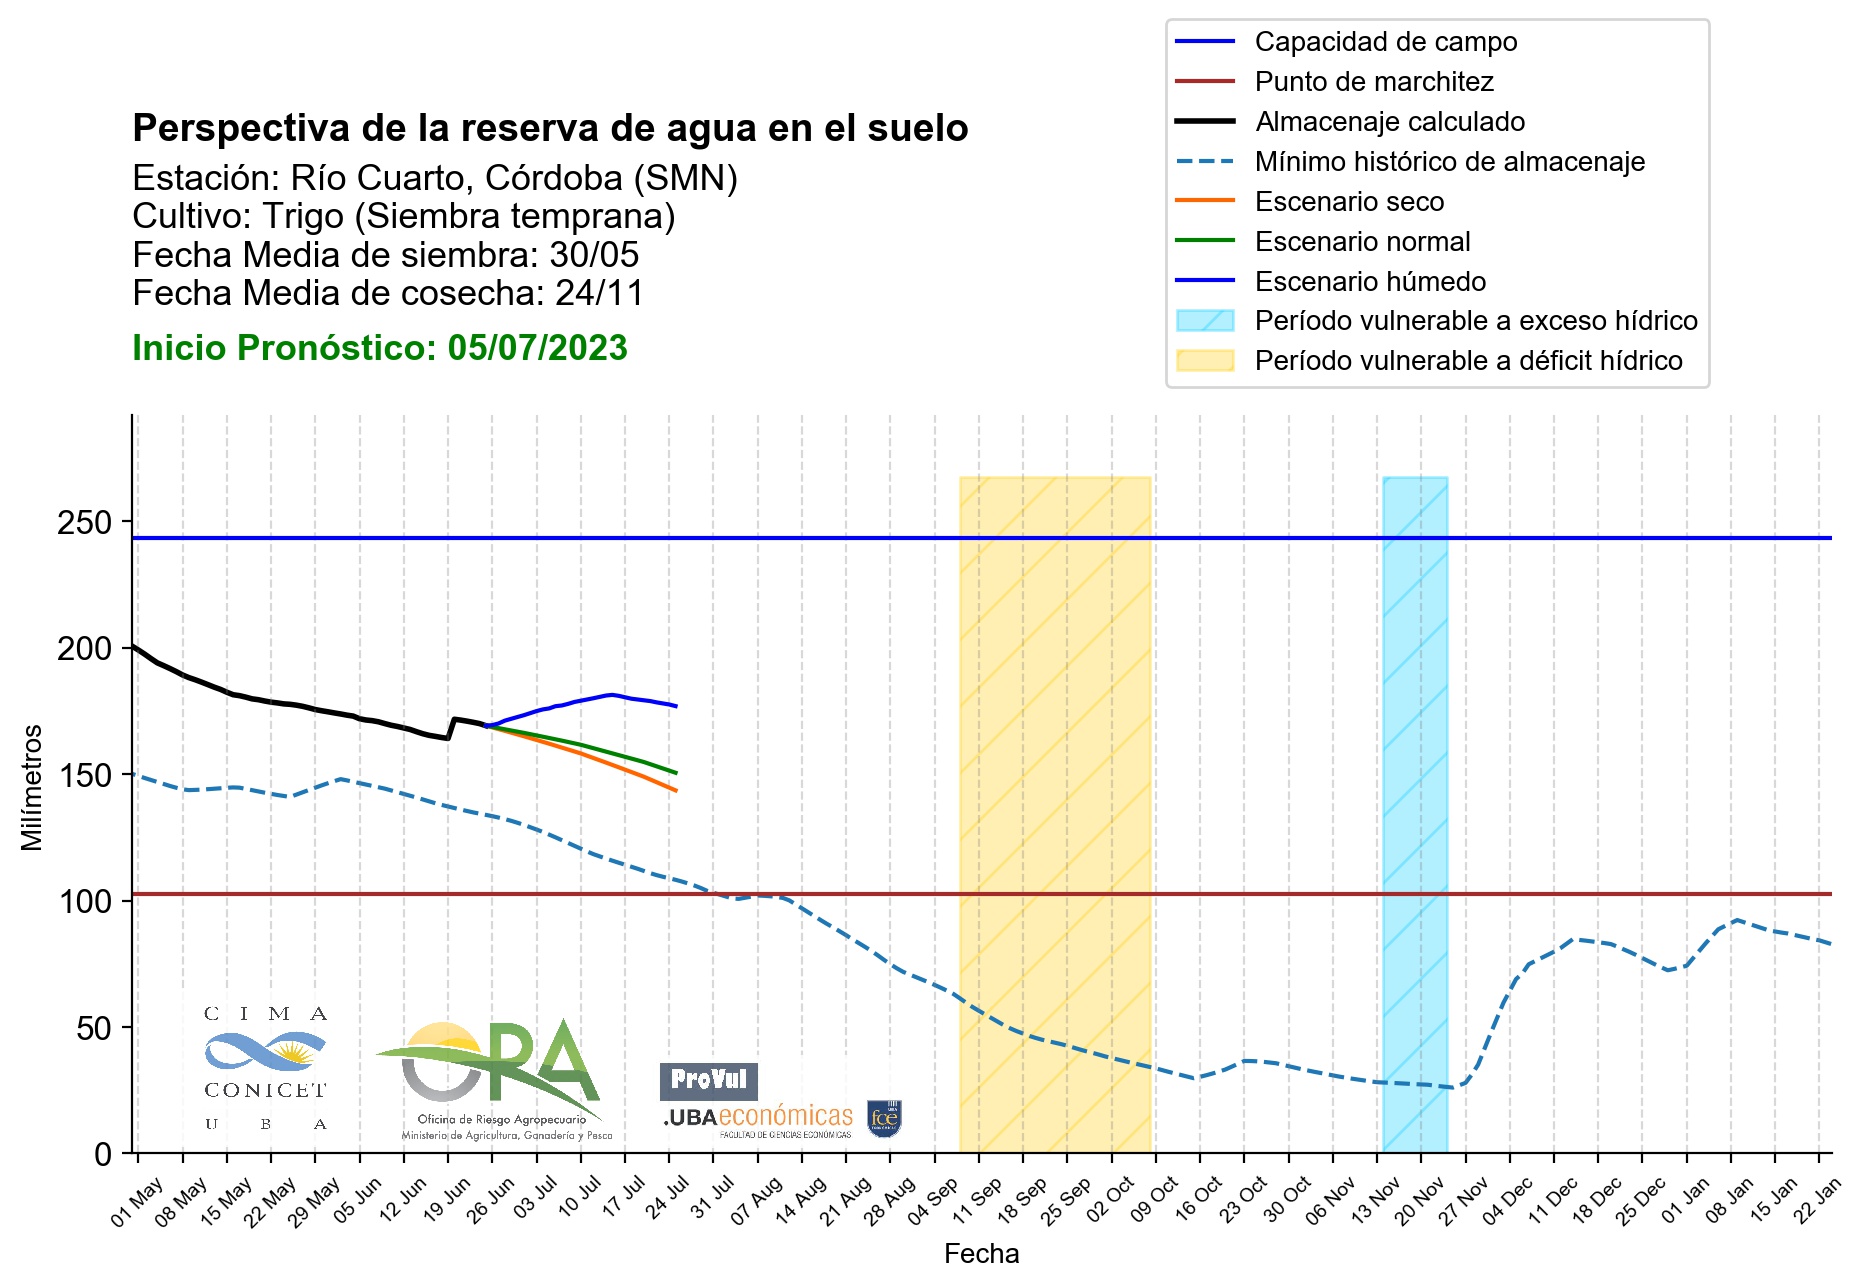 Capacidad de campo
Punto de marchitez
Almacenaje calculado
Mínimo histórico de almacenaje
Escenario seco
Escenario normal
Escenario húmedo
Período vulnerable a exceso hídrico
Período vulnerable a déficit hídrico
Perspectiva de la reserva de agua en el suelo
Estación: Río Cuarto, Córdoba (SMN)
Cultivo: Trigo (Siembra temprana)
Fecha Media de siembra: 30/05
Fecha Media de cosecha: 24/11
Inicio Pronóstico: 05/07/2023
Milímetros
250
200
150
100
50
0
CIMA
CONICET
UBA
ORA
Oficina de Riesgo Agropecuario
Ministerio de Agricultura, Ganadería y Pesca
ProVul
.UBAeconómicas
FACULTAD DE CIENCIAS ECONÓMICAS
fce
01 May
08 May
15 May
22 May
29 May
05 Jun
12 Jun
19 Jun
26 Jun
03 Jul
10 Jul
17 Jul
24 Jul
31 Jul
07 Aug
14 Aug
21 Aug
28 Aug
04 Sep
11 Sep
18 Sep
25 Sep
02 Oct
09 Oct
16 Oct
23 Oct
30 Oct
06 Nov
13 Nov
20 Nov
27 Nov
04 Dec
11 Dec
18 Dec
25 Dec
01 Jan
08 Jan
15 Jan
22 Jan
Fecha